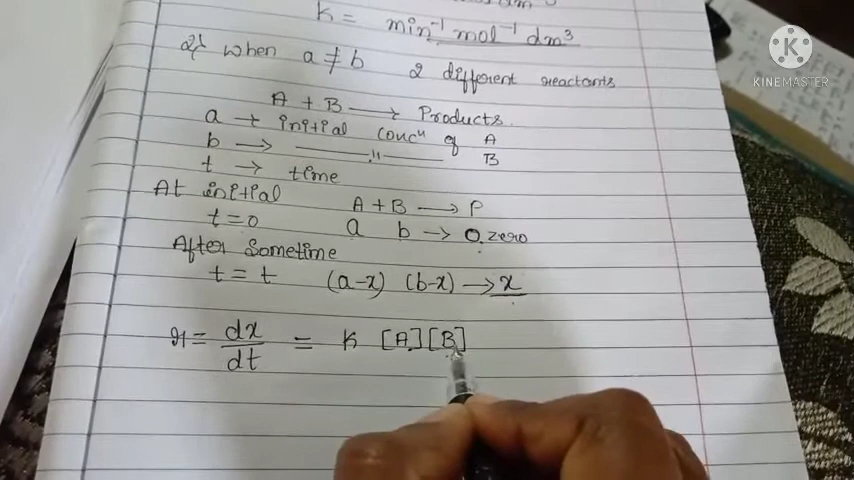 K = min⁻¹ mol⁻¹ dm³
2) when a ≠ b 2 different reactants
A + B → Products
a → initial concⁿ of A
b → ——〃—— B
t → time
At initial A + B → P
t = 0 a b → 0. zero
After Sometime
t = t (a-x) (b-x) → x
r = dx/dt = K [A][B]
K
KINEMASTER